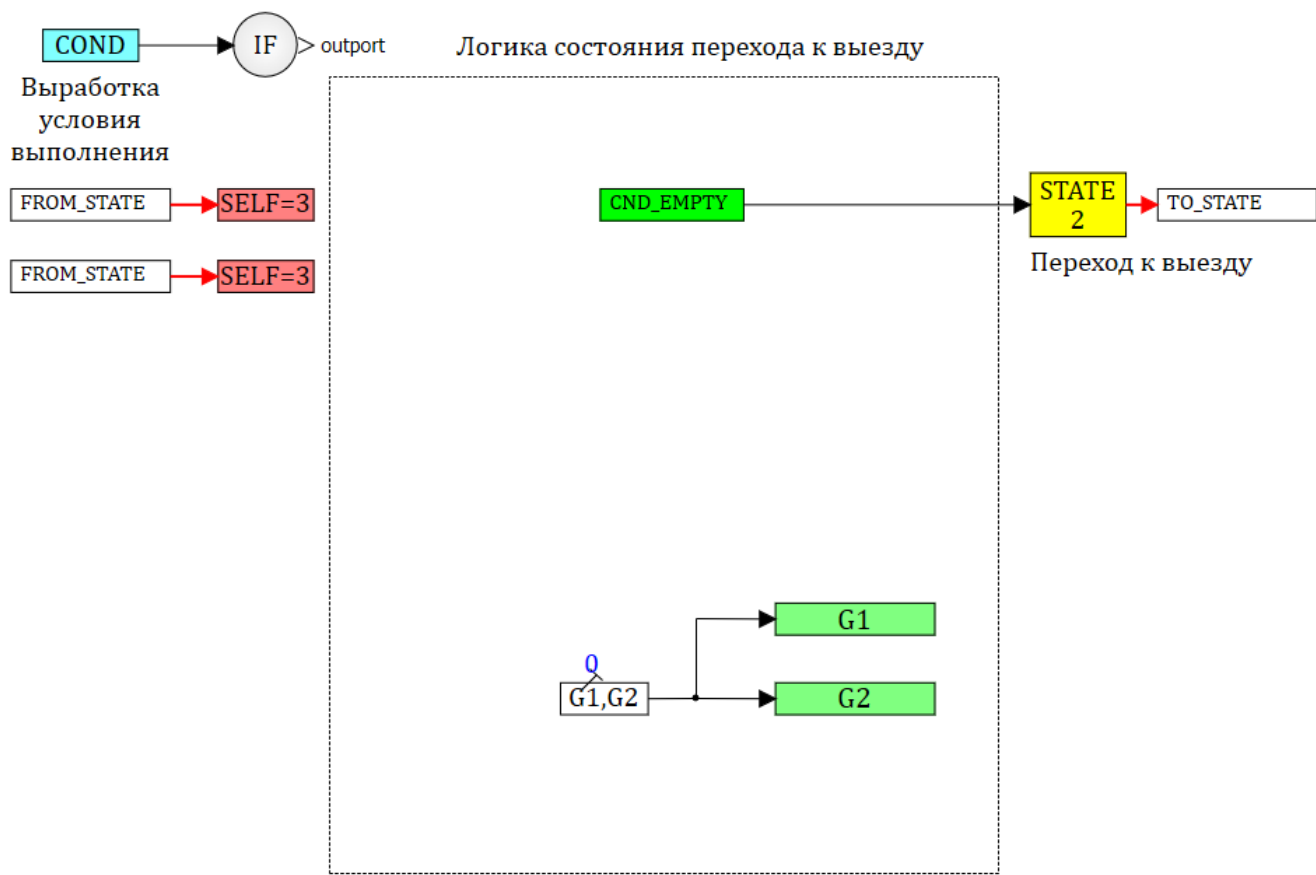 COND
IF
outport
Логика состояния перехода к выезду
Выработка
условия
выполнения
FROM_STATE
SELF=3
CND_EMPTY
STATE
2
TO_STATE
Переход к выезду
FROM_STATE
SELF=3
G1
0
G1,G2
G2